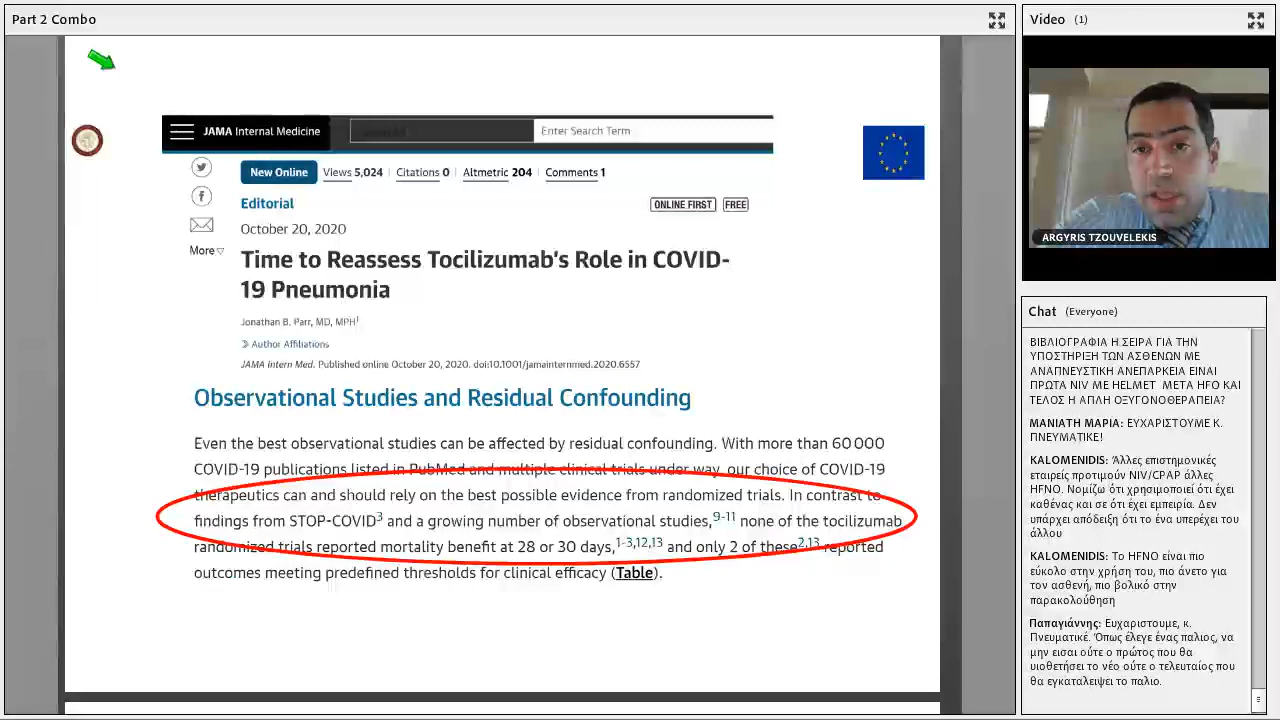 Part 2 Combo
JAMA Internal Medicine
Enter Search Term
New Online Views 5,024 Citations 0 Altmetric 204 Comments 1
Editorial
ONLINE FIRST FREE
October 20, 2020
More
Time to Reassess Tocilizumab's Role in COVID-
19 Pneumonia
Jonathan B. Parr, MD, MPH1
Author Affiliations
JAMA Intern Med. Published online October 20, 2020. doi:10.1001/jamainternmed.2020.6557
Observational Studies and Residual Confounding
Even the best observational studies can be affected by residual confounding. With more than 60 000
COVID-19 publications listed in PubMed and multiple clinical trials under way, our choice of COVID-19
therapeutics can and should rely on the best possible evidence from randomized trials. In contrast to
findings from STOP-COVID3 and a growing number of observational studies,9-11 none of the tocilizumab
randomized trials reported mortality benefit at 28 or 30 days,1-3,12,13 and only 2 of these2,13 reported
outcomes meeting predefined thresholds for clinical efficacy (Table).
Video (1)
ARGYRIS TZOUVELEKIS
Chat (Everyone)
ΒΙΒΛΙΟΓΡΑΦΙΑ Η ΣΕΙΡΑ ΓΙΑ ΤΗΝ
ΥΠΟΣΤΗΡΙΞΗ ΤΩΝ ΑΣΘΕΝΩΝ ΜΕ
ΑΝΑΠΝΕΥΣΤΙΚΗ ΑΝΕΠΑΡΚΕΙΑ ΕΙΝΑΙ
ΠΡΩΤΑ NIV ΜΕ HELMET ΜΕΤΑ HFO ΚΑΙ
ΤΕΛΟΣ Η ΑΠΛΗ ΟΞΥΓΟΝΟΘΕΡΑΠΕΙΑ?
ΜΑΝΙΑΤΗ ΜΑΡΙΑ: ΕΥΧΑΡΙΣΤΟΥΜΕ Κ.
ΠΝΕΥΜΑΤΙΚΕ!
KALOMENIDIS: Άλλες επιστημονικές
εταιρείς προτιμούν NIV/CPAP άλλες
HFNO. Νομίζω ότι χρησιμοποιεί ότι έχει
καθένας και σε ότι έχει εμπειρία. Δεν
υπάρχει απόδειξη ότι το ένα υπερέχει του
άλλου
KALOMENIDIS: Το HFNO είναι πιο
εύκολο στην χρήση του, πιο άνετο για
τον ασθενή, πιο βολικό στην
παρακολούθηση
Παπαγιάννης: Ευχαριστουμε, κ.
Πνευματικέ. Όπως έλεγε ένας παλιος, να
μην εισαι ούτε ο πρώτος που θα
υιοθετήσει το νέο ούτε ο τελευταίος που
θα εγκαταλειψει το παλιο.